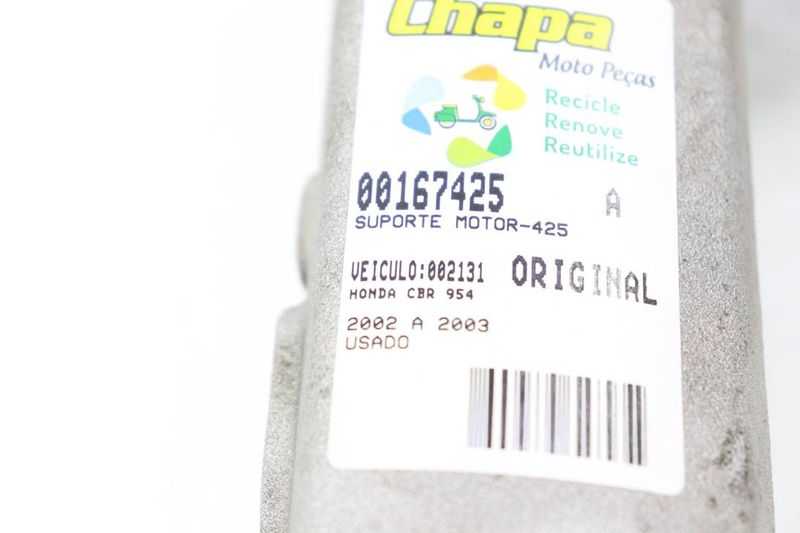 Chapa
Moto Peças
Recicle
Renove
Reutilize
00167425 A
SUPORTE MOTOR-425
VEICULO:002131 ORIGINAL
HONDA CBR 954
2002 A 2003
USADO